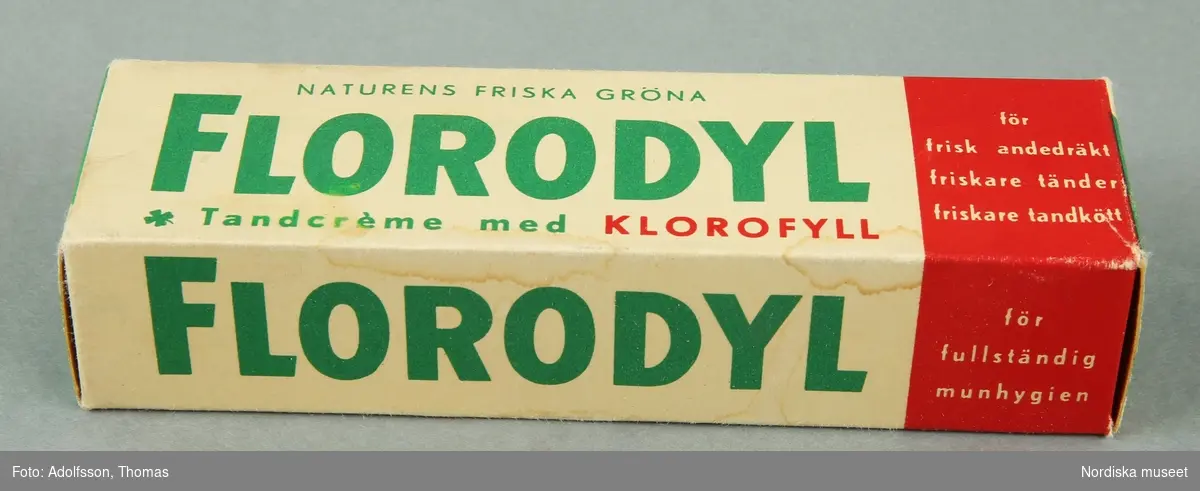 NATURENS FRISKA GRÖNA
FLORODYL
Tandcrème med KLOROFYLL
för
frisk andedräkt
friskare tänder
friskare tandkött
FLORODYL
för
fullständig
munhygien
Foto: Adolfsson, Thomas
Nordiska museet